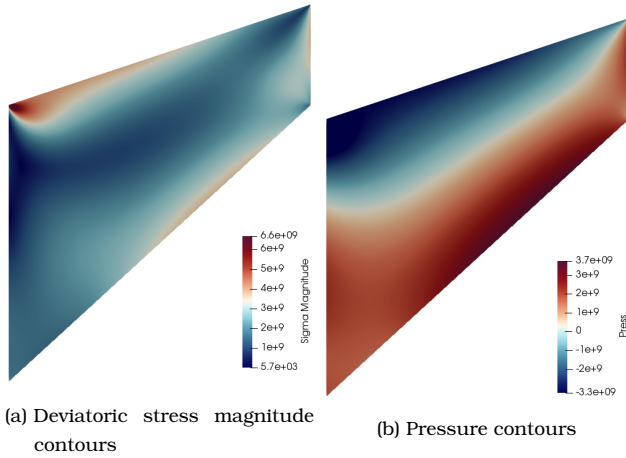 6.6e+09
6e+9
5e+9
4e+9
3e+9
2e+9
1e+9
5.7e+03
Sigma Magnitude
3.7e+09
3e+9
2e+9
1e+9
0
-1e+9
-2e+9
-3.3e+09
Press
(a) Deviatoric stress magnitude
contours
(b) Pressure contours